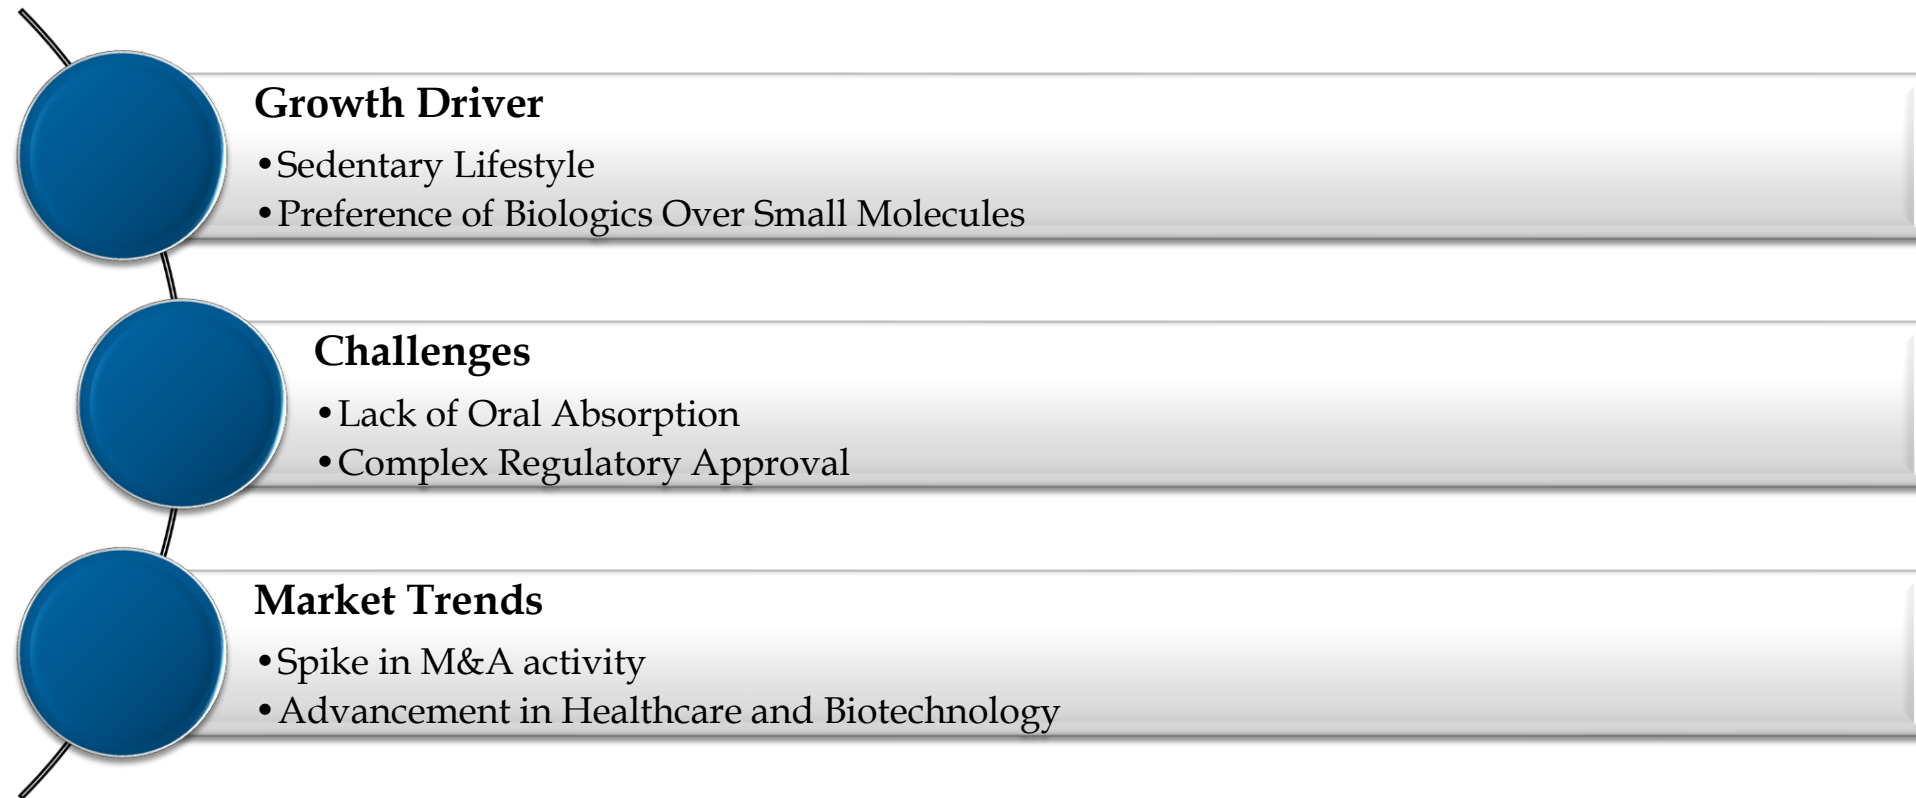 Growth Driver
•Sedentary Lifestyle
•Preference of Biologics Over Small Molecules
Challenges
•Lack of Oral Absorption
•Complex Regulatory Approval
Market Trends
•Spike in M&A activity
•Advancement in Healthcare and Biotechnology